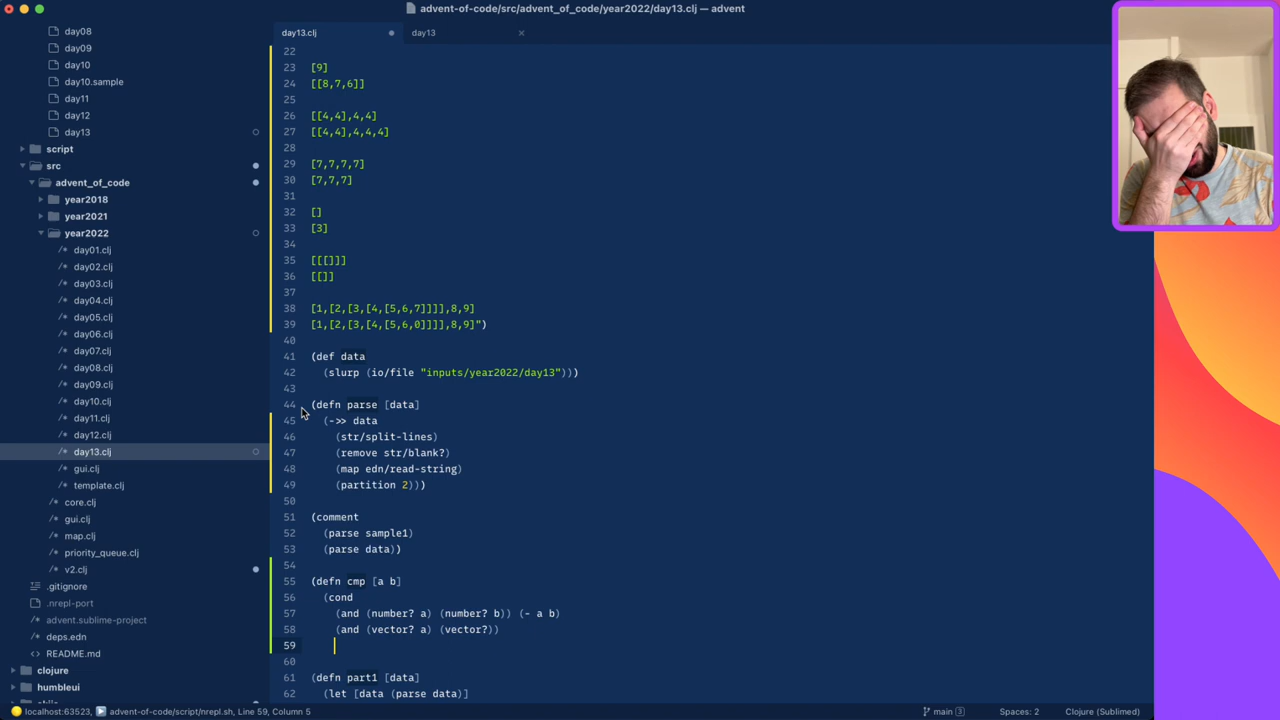 advent-of-code/src/advent_of_code/year2022/day13.clj — advent
day08
day09
day10
day10.sample
day11
day12
day13
script
src
advent_of_code
year2018
year2021
year2022
day01.clj
day02.clj
day03.clj
day04.clj
day05.clj
day06.clj
day07.clj
day08.clj
day09.clj
day10.clj
day11.clj
day12.clj
day13.clj
gui.clj
template.clj
core.clj
gui.clj
map.clj
priority_queue.clj
v2.clj
.gitignore
.nrepl-port
advent.sublime-project
deps.edn
README.md
clojure
humbleui
day13.clj
day13
22
23 [9]
24 [[8,7,6]]
25
26 [[4,4],4,4]
27 [[4,4],4,4,4]
28
29 [7,7,7,7]
30 [7,7,7]
31
32 []
33 [3]
34
35 [[[]]]
36 [[]]
37
38 [1,[2,[3,[4,[5,6,7]]]],8,9]
39 [1,[2,[3,[4,[5,6,0]]]],8,9]")
40
41 (def data
42 (slurp (io/file "inputs/year2022/day13")))
43
44 (defn parse [data]
45 (->> data
46 (str/split-lines)
47 (remove str/blank?)
48 (map edn/read-string)
49 (partition 2)))
50
51 (comment
52 (parse sample1)
53 (parse data))
54
55 (defn cmp [a b]
56 (cond
57 (and (number? a) (number? b)) (- a b)
58 (and (vector? a) (vector?))
59
60
61 (defn part1 [data]
62 (let [data (parse data)]
localhost:63523, advent-of-code/script/nrepl.sh, Line 59, Column 5
main 3
Spaces: 2
Clojure (Sublimed)